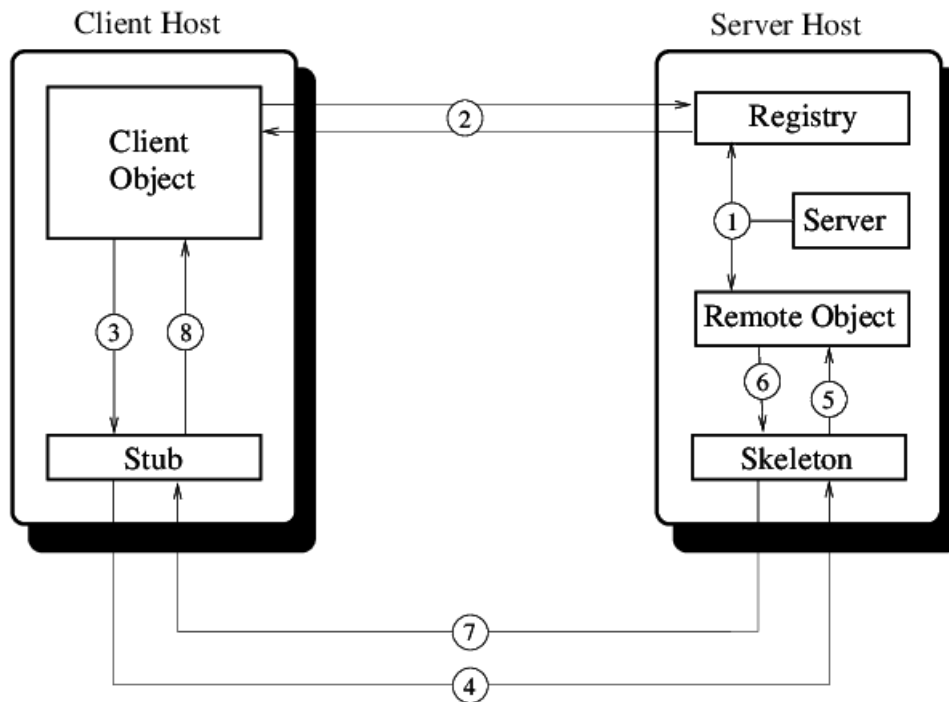 Client Host
Server Host
Client
Object
2
Registry
1
Server
Remote Object
3
8
6
5
Stub
Skeleton
7
4